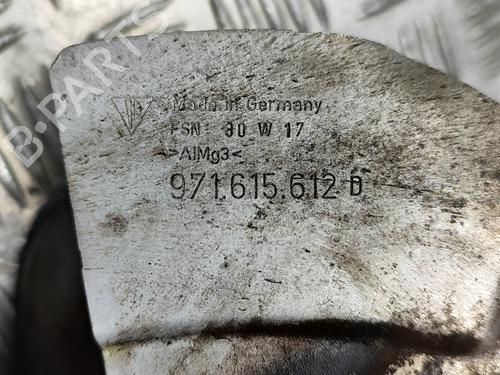 B-PARTS
Made in Germany
FSN: 30 W 17
>AlMg3<
971.615.612 D